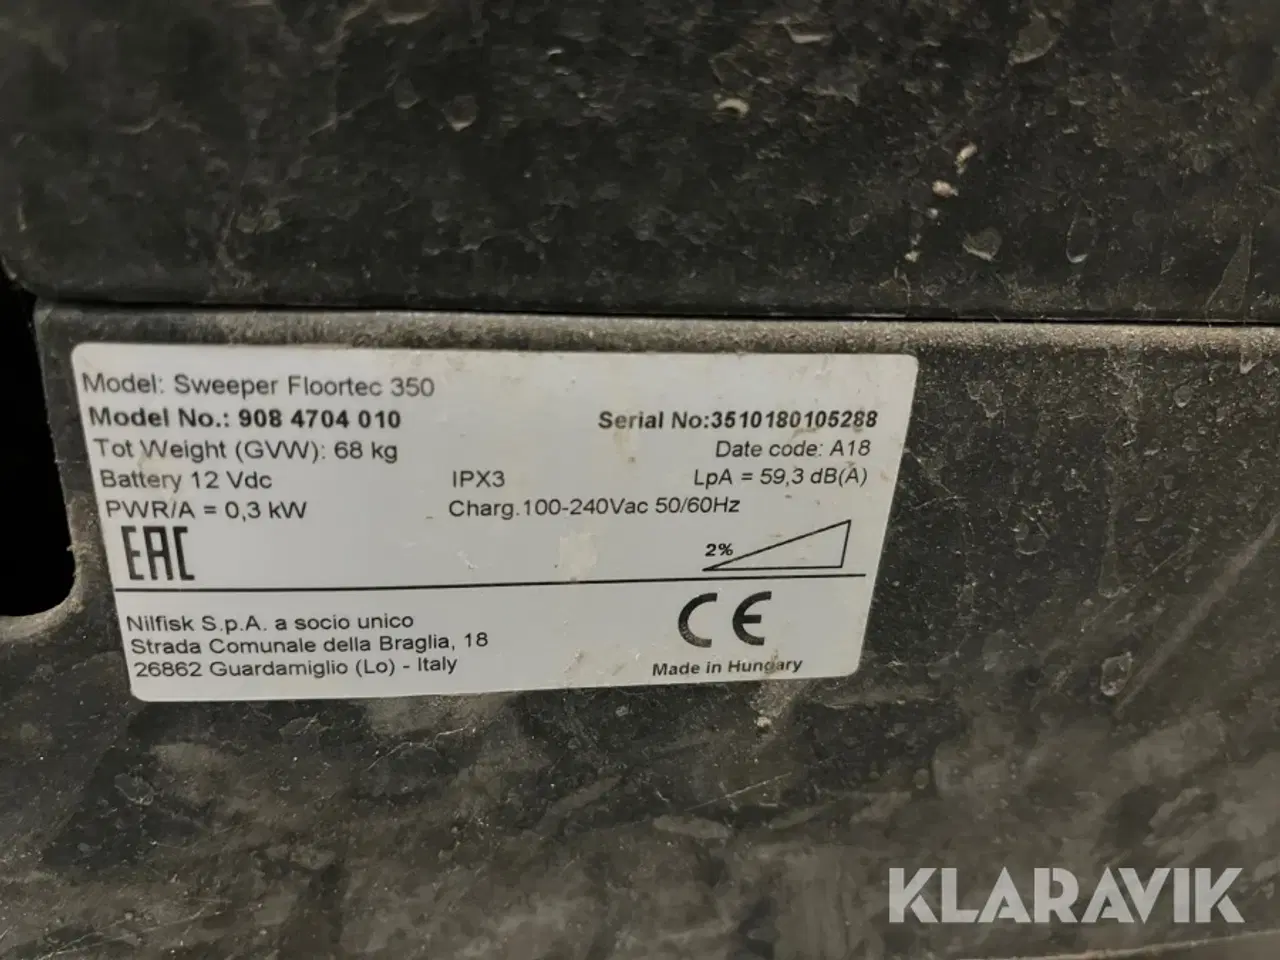 Model: Sweeper Floortec 350
Model No.: 908 4704 010 Serial No:3510180105288
Tot Weight (GVW): 68 kg Date code: A18
Battery 12 Vdc IPX3 LpA = 59,3 dB(A)
PWR/A = 0,3 kW Charg.100-240Vac 50/60Hz
EAC 2%
Nilfisk S.p.A. a socio unico
Strada Comunale della Braglia, 18
26862 Guardamiglio (Lo) - Italy
CE
Made in Hungary
KLARAVIK